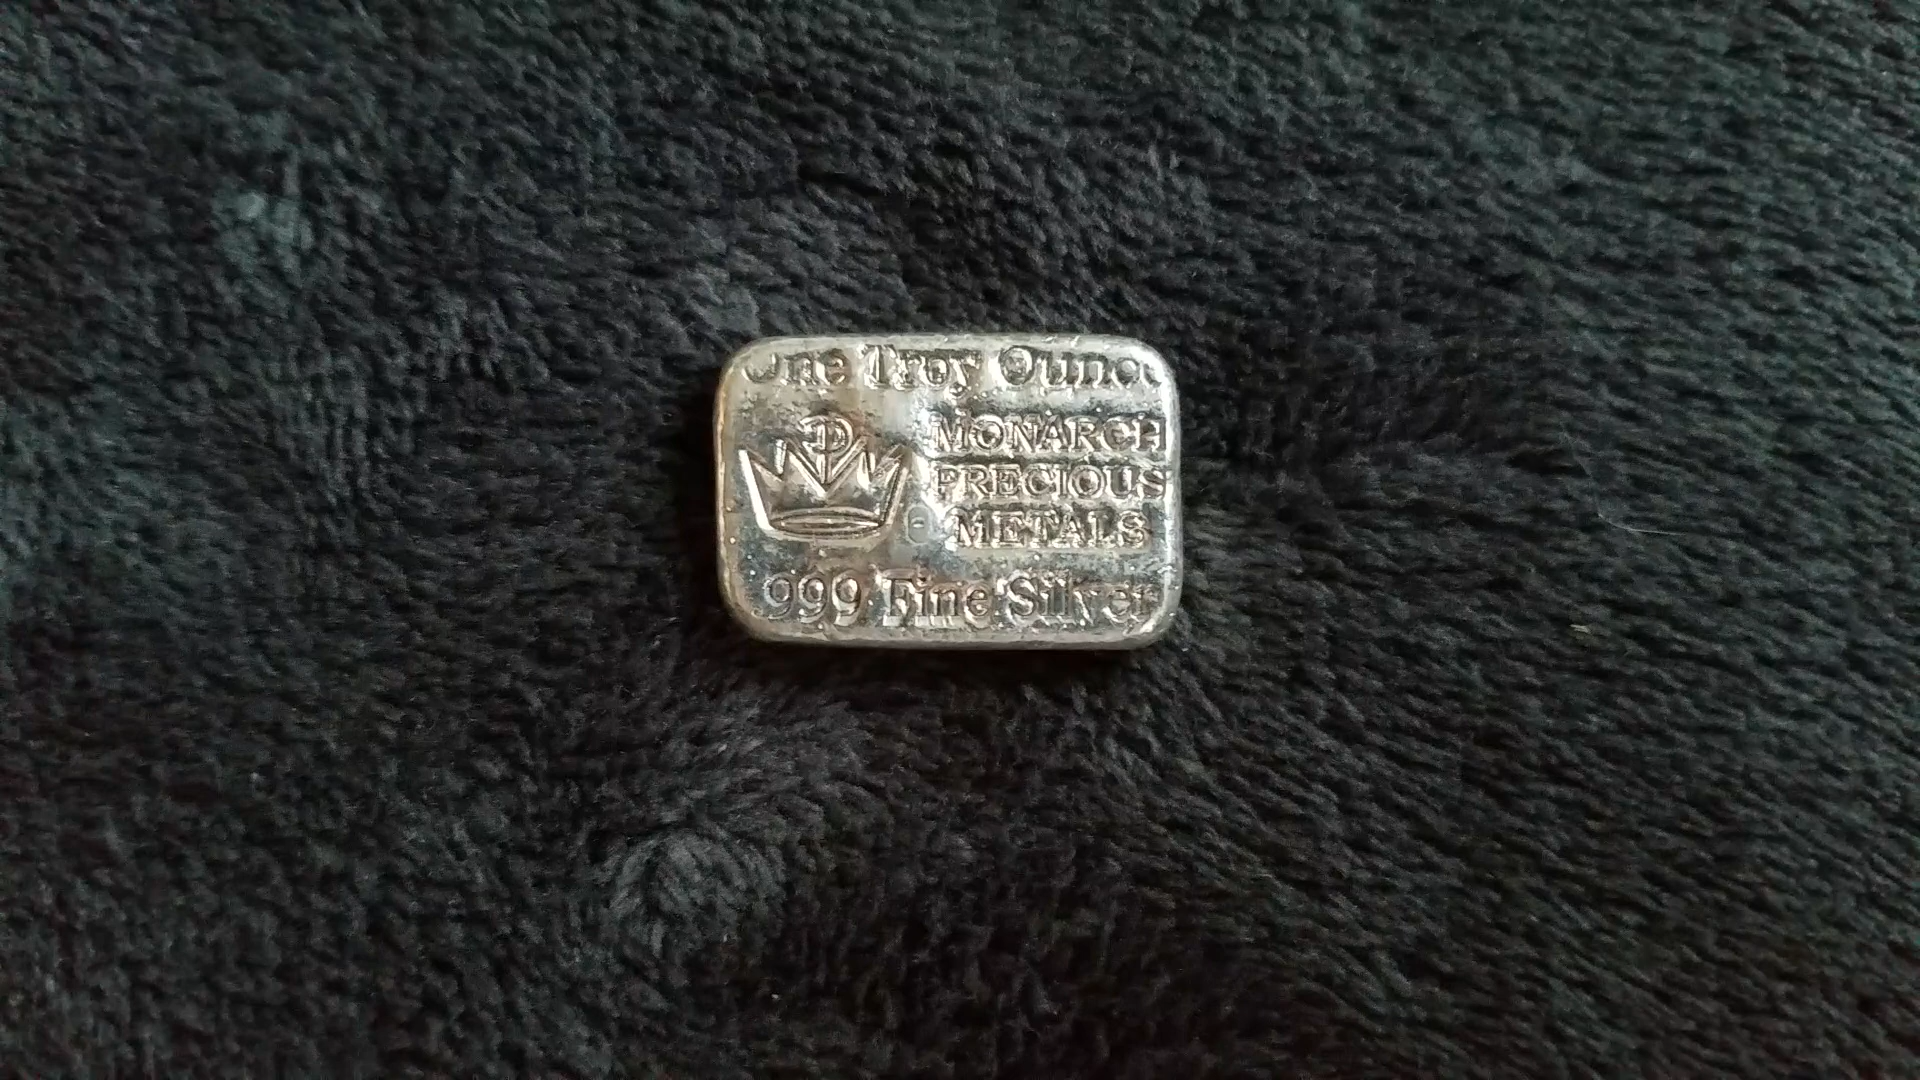 One Troy Ounce
MONARCH
PRECIOUS
METALS
.999 Fine Silver